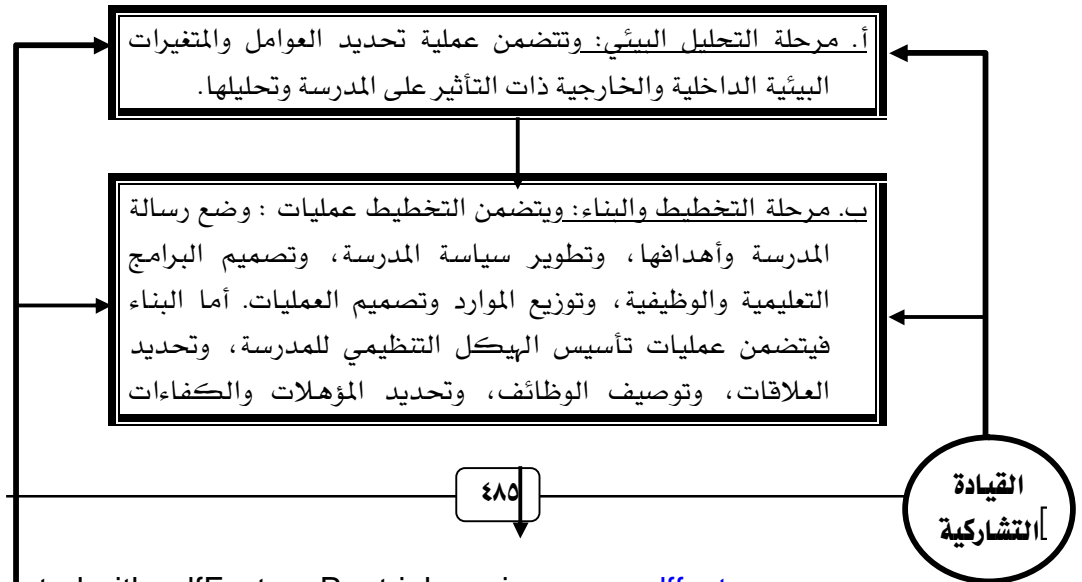 أ. مرحلة التحليل البيئي: وتتضمن عملية تحديد العوامل والمتغيرات
البيئية الداخلية والخارجية ذات التأثير على المدرسة وتحليلها.
ب. مرحلة التخطيط والبناء: ويتضمن التخطيط عمليات : وضع رسالة
المدرسة وأهدافها، وتطوير سياسة المدرسة، وتصميم البرامج
التعليمية والوظيفية، وتوزيع الموارد وتصميم العمليات. أما البناء
فيتضمن عمليات تأسيس الهيكل التنظيمي للمدرسة، وتحديد
العلاقات، وتوصيف الوظائف، وتحديد المؤهلات والكفاءات
القيادة
التشاركية]
٤٨٥